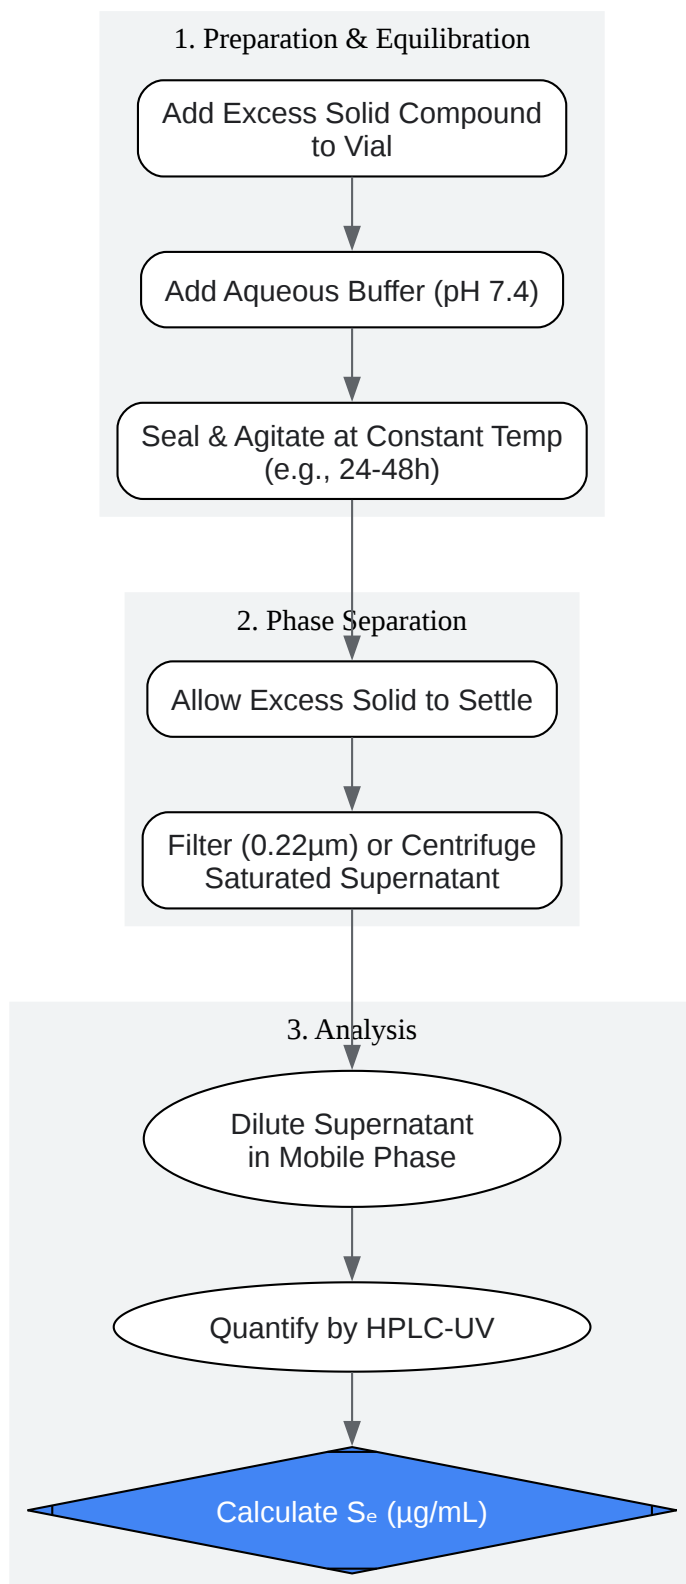 1. Preparation & Equilibration
Add Excess Solid Compound
to Vial
Add Aqueous Buffer (pH 7.4)
Seal & Agitate at Constant Temp
(e.g., 24-48h)
2. Phase Separation
Allow Excess Solid to Settle
Filter (0.22µm) or Centrifuge
Saturated Supernatant
3. Analysis
Dilute Supernatant
in Mobile Phase
Quantify by HPLC-UV
Calculate Sₑ (µg/mL)